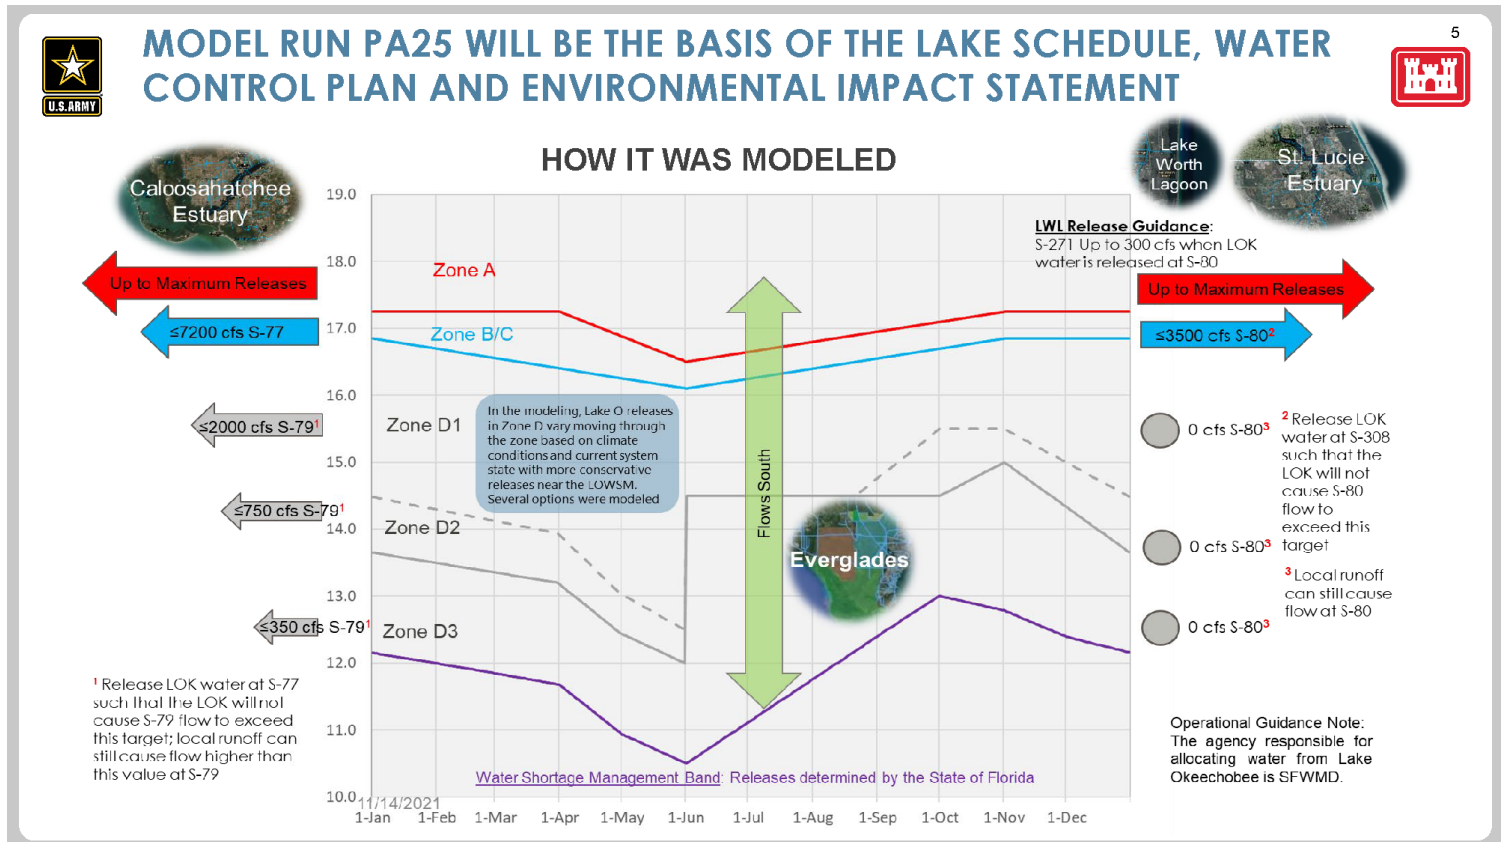 5
MODEL RUN PA25 WILL BE THE BASIS OF THE LAKE SCHEDULE, WATER
CONTROL PLAN AND ENVIRONMENTAL IMPACT STATEMENT
U.S.ARMY
HOW IT WAS MODELED
Caloosahatchee
Estuary
Lake
Worth
Lagoon
St. Lucie
Estuary
LWL Release Guidance:
S-271 Up to 300 cfs when LOK
water is released at S-80
Up to Maximum Releases
≤7200 cfs S-77
≤2000 cfs S-79¹
≤750 cfs S-79¹
≤350 cfs S-79¹
¹ Release LOK water at S-77
such that the LOK will not
cause S-79 flow to exceed
this target; local runoff can
still cause flow higher than
this value at S-79
19.0
18.0
17.0
16.0
15.0
14.0
13.0
12.0
11.0
10.0
Zone A
Zone B/C
Zone D1
Zone D2
Zone D3
In the modeling, Lake O releases
in Zone D vary moving through
the zone based on climate
conditions and current system
state with more conservative
releases near the LOWSM.
Several options were modeled
Flows South
Everglades
Water Shortage Management Band: Releases determined by the State of Florida
11/14/2021
1-Jan 1-Feb 1-Mar 1-Apr 1-May 1-Jun 1-Jul 1-Aug 1-Sep 1-Oct 1-Nov 1-Dec
Up to Maximum Releases
≤3500 cfs S-80²
0 cfs S-80³
0 cfs S-80³
0 cfs S-80³
² Release LOK
water at S-308
such that the
LOK will not
cause S-80
flow to
exceed this
target
³ Local runoff
can still cause
flow at S-80
Operational Guidance Note:
The agency responsible for
allocating water from Lake
Okeechobee is SFWMD.